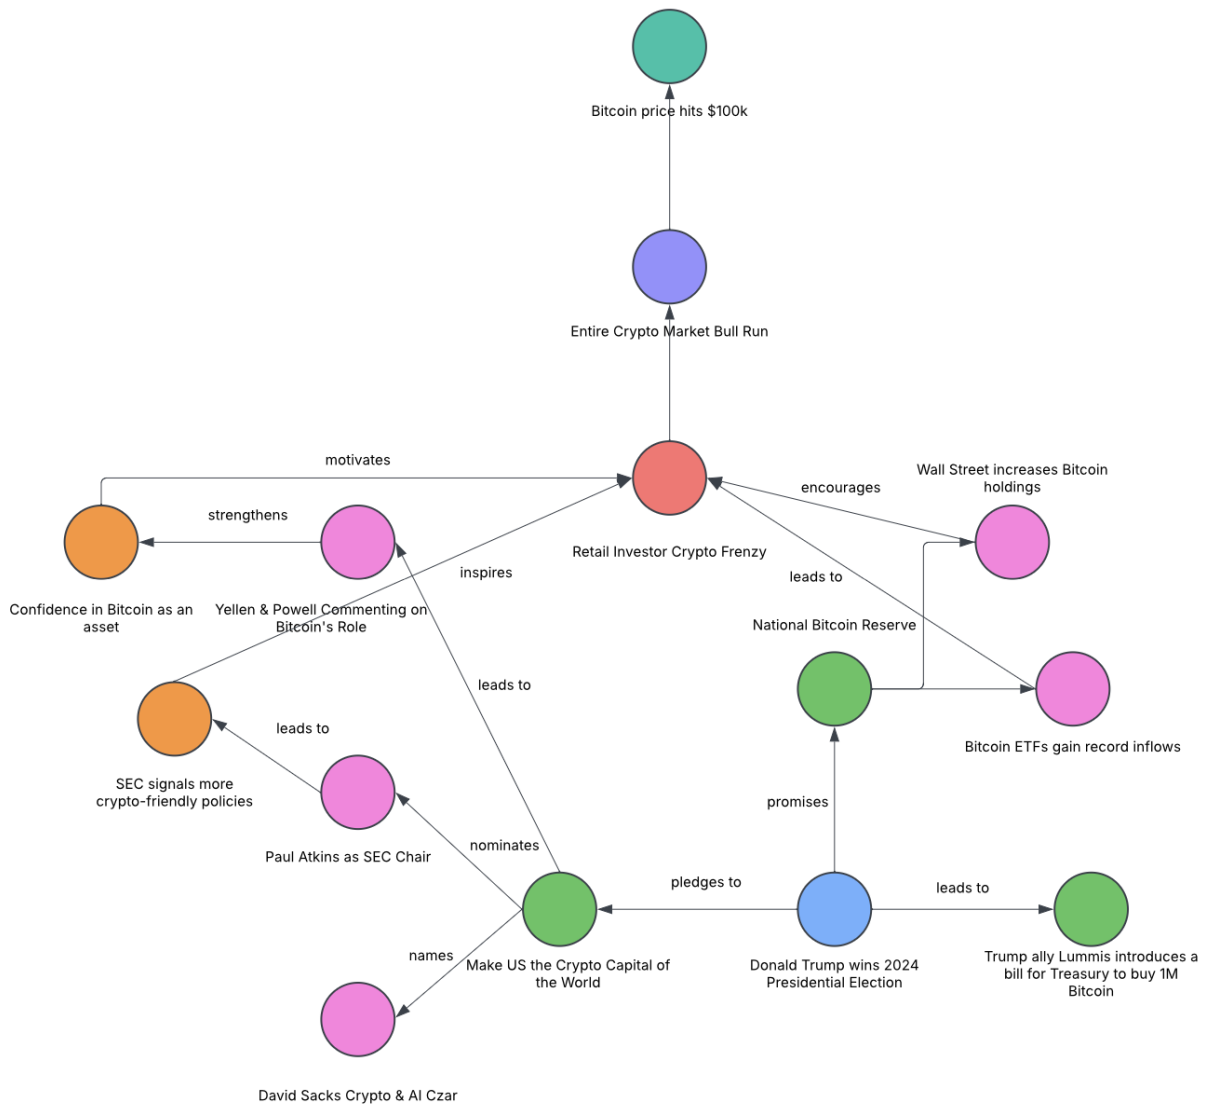 Bitcoin price hits $100k
Entire Crypto Market Bull Run
motivates
Wall Street increases Bitcoin
holdings
encourages
strengthens
Retail Investor Crypto Frenzy
inspires
leads to
Confidence in Bitcoin as an
asset
Yellen & Powell Commenting on
Bitcoin's Role
National Bitcoin Reserve
leads to
leads to
Bitcoin ETFs gain record inflows
SEC signals more
crypto-friendly policies
promises
Paul Atkins as SEC Chair
nominates
pledges to
leads to
names
Make US the Crypto Capital of
the World
Donald Trump wins 2024
Presidential Election
Trump ally Lummis introduces a
bill for Treasury to buy 1M
Bitcoin
David Sacks Crypto & AI Czar